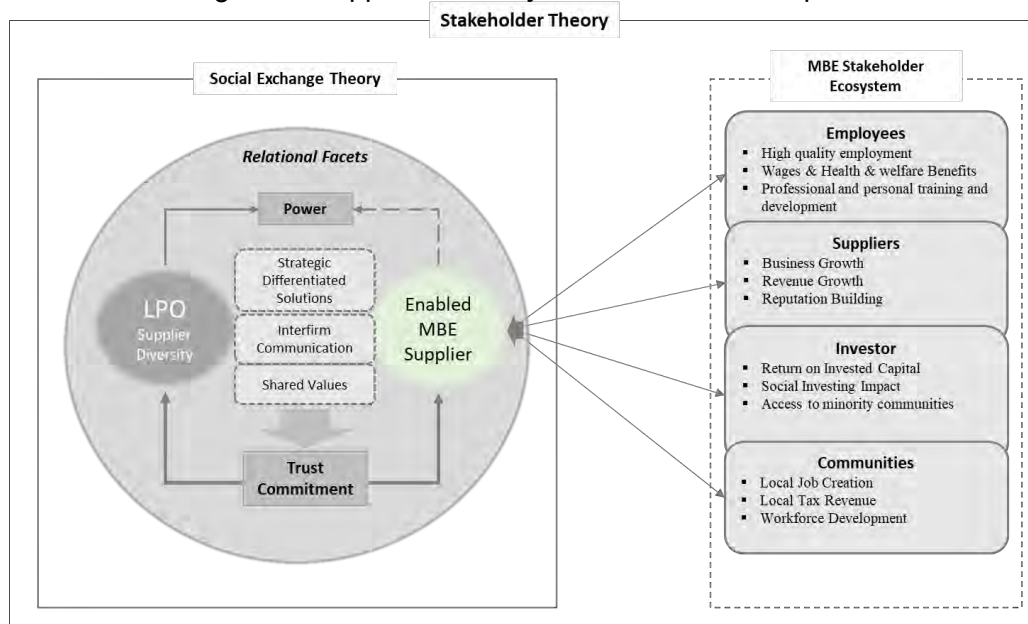 Stakeholder Theory
Social Exchange Theory
Relational Facets
Power
Strategic
Differentiated
Solutions
LPO
Supplier
Diversity
Interfirm
Communication
Enabled
MBE
Supplier
Shared Values
Trust
Commitment
MBE Stakeholder
Ecosystem
Employees
▪ High quality employment
▪ Wages & Health & welfare Benefits
▪ Professional and personal training and
development
Suppliers
▪ Business Growth
▪ Revenue Growth
▪ Reputation Building
Investor
▪ Return on Invested Capital
▪ Social Investing Impact
▪ Access to minority communities
Communities
▪ Local Job Creation
▪ Local Tax Revenue
▪ Workforce Development